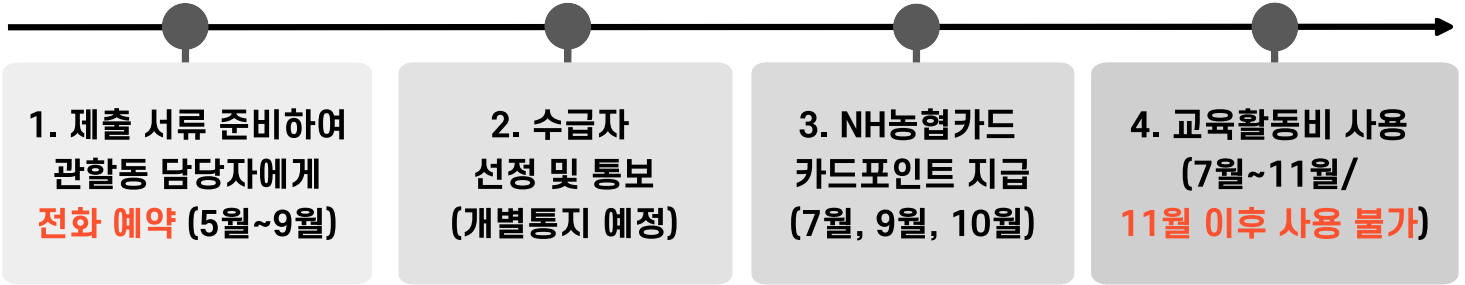 1. 제출 서류 준비하여
관할동 담당자에게
전화 예약 (5월~9월)
2. 수급자
선정 및 통보
(개별통지 예정)
3. NH농협카드
카드포인트 지급
(7월, 9월, 10월)
4. 교육활동비 사용
(7월~11월/
11월 이후 사용 불가)